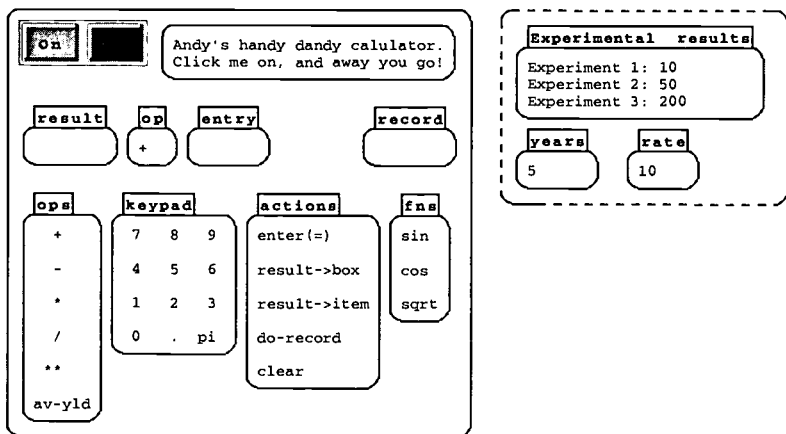 on
Andy's handy dandy calulator.
Click me on, and away you go!
result op entry record
+
ops keypad actions fns
+ 7 8 9 enter(=) sin
- 4 5 6 result->box cos
* 1 2 3 result->item sqrt
/ 0 . pi do-record
** clear
av-yld
Experimental results
Experiment 1: 10
Experiment 2: 50
Experiment 3: 200
years rate
5 10